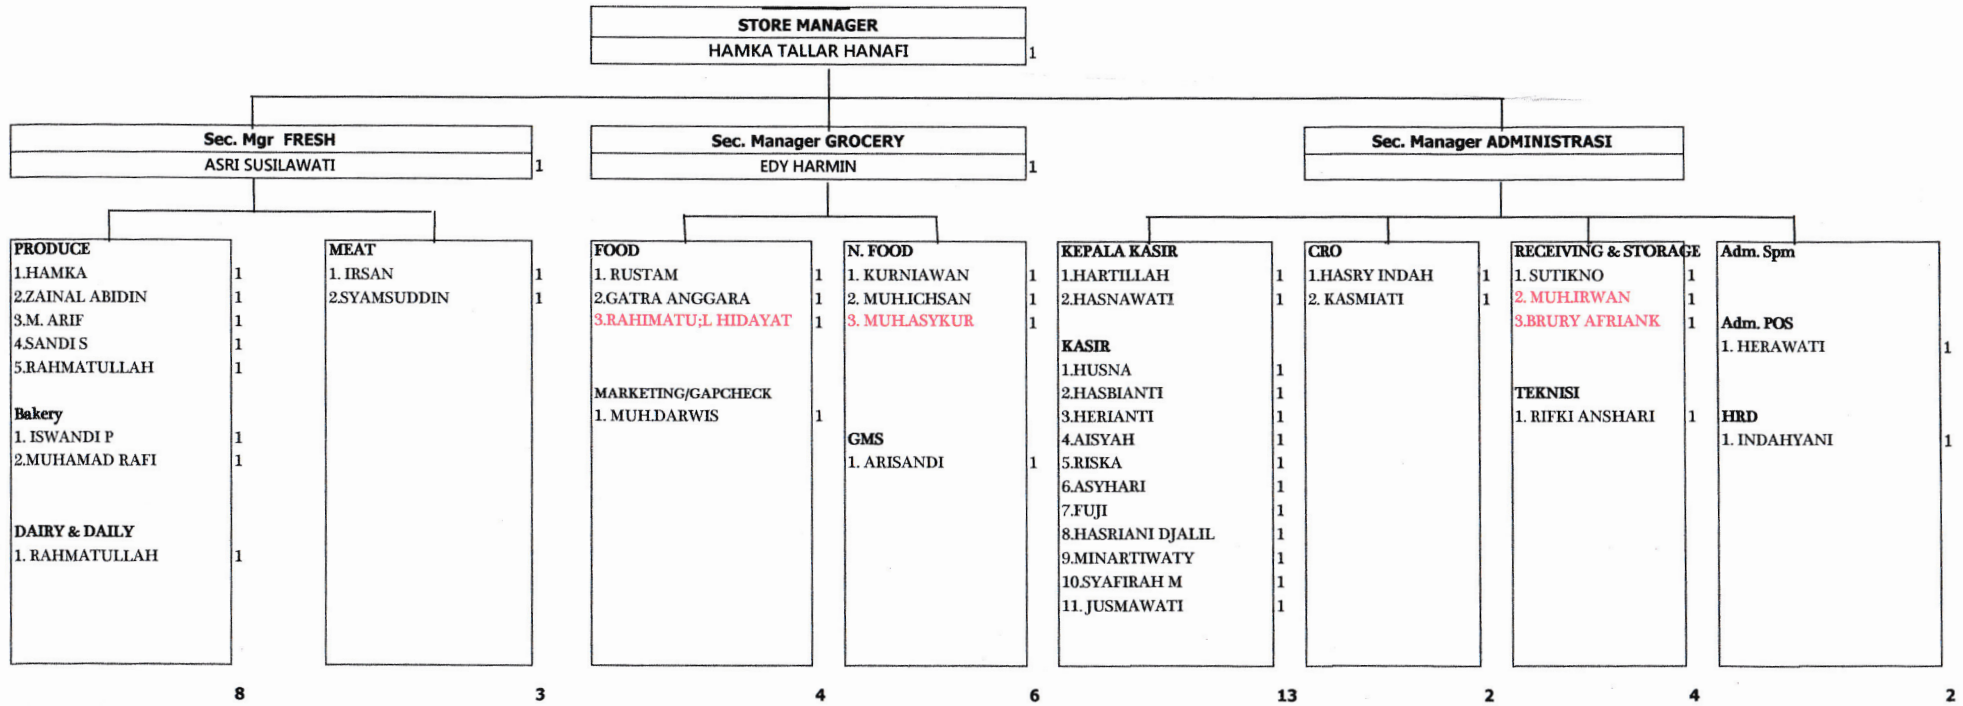 STORE MANAGER
HAMKA TALLAR HANAFI
1
Sec. Mgr FRESH
ASRI SUSILAWATI
1
Sec. Manager GROCERY
EDY HARMIN
1
Sec. Manager ADMINISTRASI
PRODUCE
1.HAMKA 1
2.ZAINAL ABIDIN 1
3.M. ARIF 1
4.SANDI S 1
5.RAHMATULLAH 1
Bakery
1. ISWANDI P 1
2.MUHAMAD RAFI 1
DAIRY & DAILY
1. RAHMATULLAH 1
8
MEAT
1. IRSAN 1
2.SYAMSUDDIN 1
3
FOOD
1. RUSTAM 1
2.GATRA ANGGARA 1
3.RAHIMATU;L HIDAYAT 1
MARKETING/GAPCHECK
1. MUH.DARWIS 1
4
N. FOOD
1. KURNIAWAN 1
2. MUH.ICHSAN 1
3. MUH.ASYKUR 1
GMS
1. ARISANDI 1
6
KEPALA KASIR
1.HARTILLAH 1
2.HASNAWATI 1
KASIR
1.HUSNA 1
2.HASBIANTI 1
3.HERIANTI 1
4.AISYAH 1
5.RISKA 1
6.ASYHARI 1
7.FUJI 1
8.HASRIANI DJALIL 1
9.MINARTIWATY 1
10.SYAFIRAH M 1
11. JUSMAWATI 1
13
CRO
1.HASRY INDAH 1
2. KASMIATI 1
2
RECEIVING & STORAGE
1. SUTIKNO 1
2. MUH.IRWAN 1
3.BRURY AFRIANK 1
TEKNISI
1. RIFKI ANSHARI 1
4
Adm. Spm
Adm. POS
1. HERAWATI 1
HRD
1. INDAHYANI 1
2